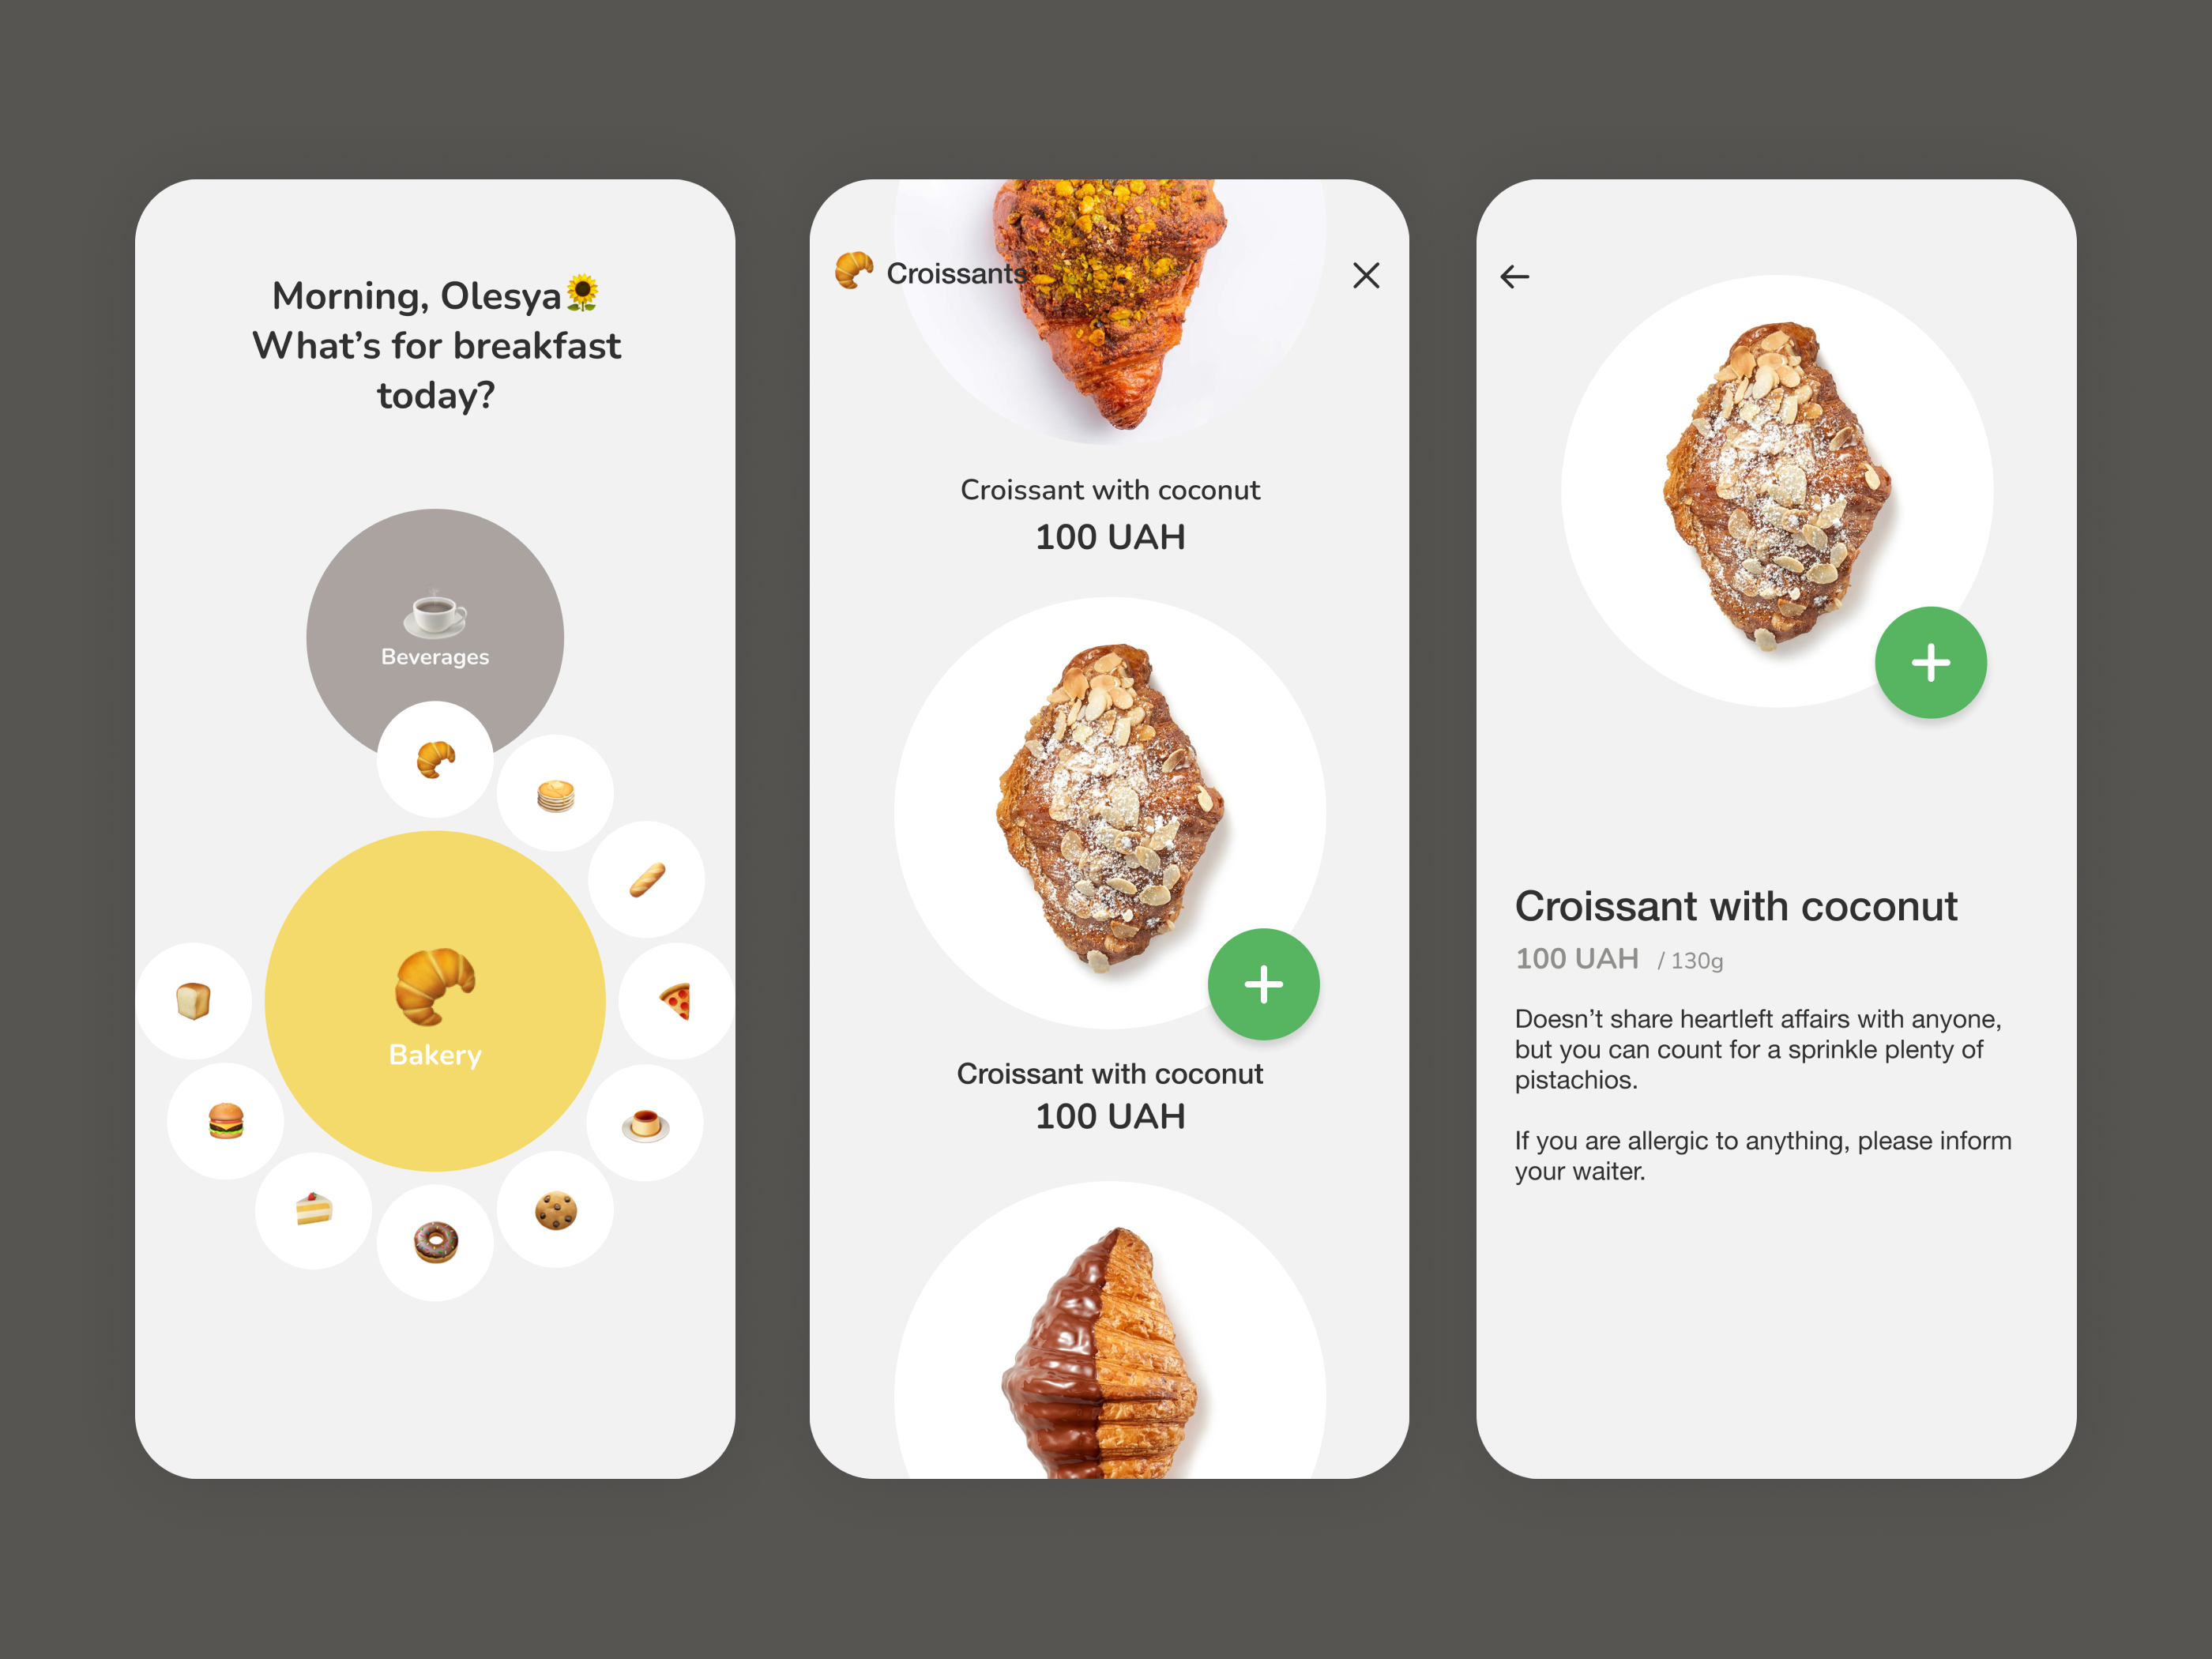 Morning, Olesya🌻
What’s for breakfast
today?
Beverages
Bakery
Croissants
Croissant with coconut
100 UAH
Croissant with coconut
100 UAH
Croissant with coconut
100 UAH / 130g
Doesn’t share heartleft affairs with anyone,
but you can count for a sprinkle plenty of
pistachios.
If you are allergic to anything, please inform
your waiter.